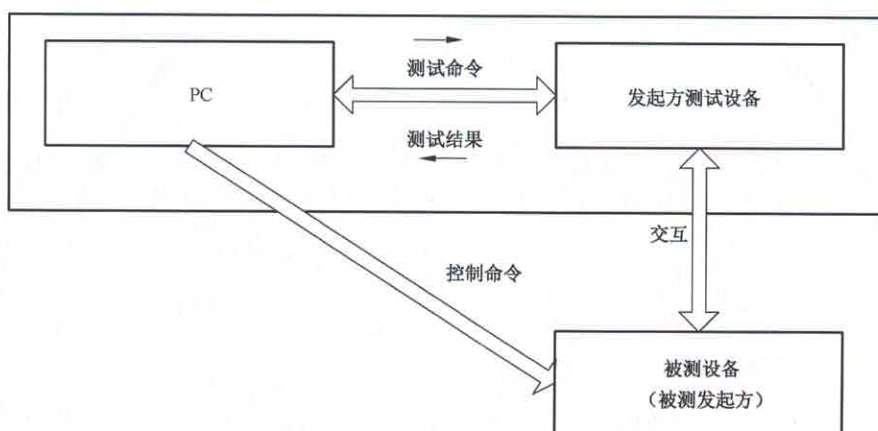 测试命令
PC
发起方测试设备
测试结果
交互
控制命令
被测设备
(被测发起方)